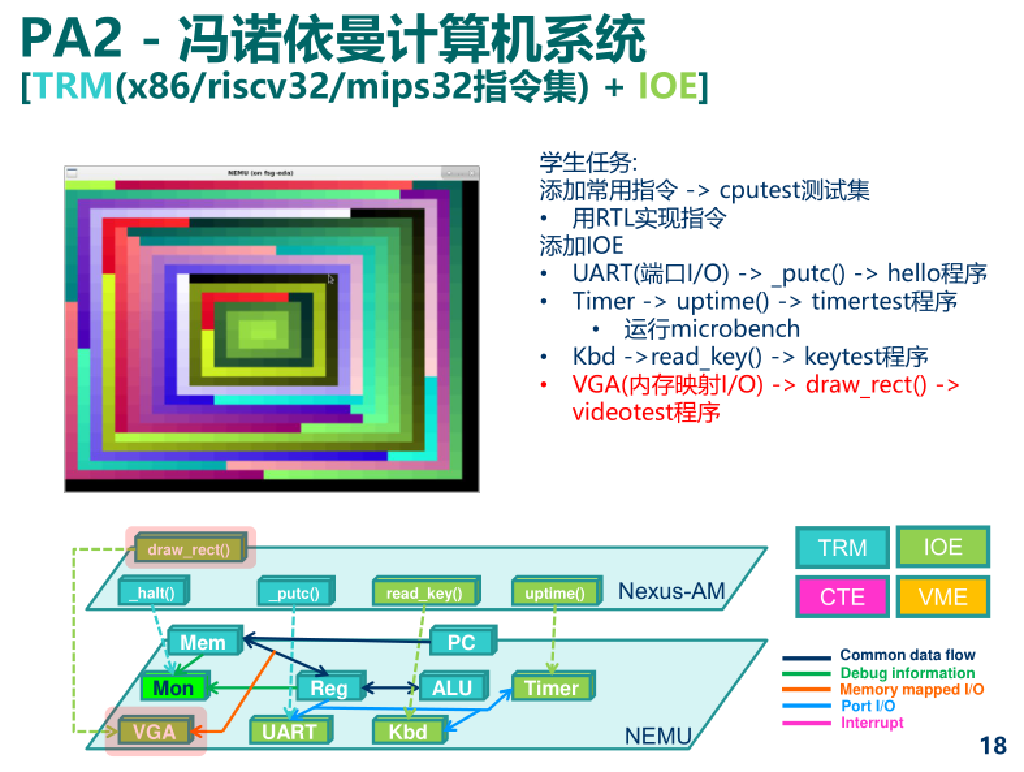 PA2 - 冯诺依曼计算机系统
[TRM(x86/riscv32/mips32指令集) + IOE]
NEMU (on fsg-eda)
学生任务:
添加常用指令 -> cputest测试集
• 用RTL实现指令
添加IOE
• UART(端口I/O) -> _putc() -> hello程序
• Timer -> uptime() -> timertest程序
• 运行microbench
• Kbd ->read_key() -> keytest程序
• VGA(内存映射I/O) -> draw_rect() ->
videotest程序
draw_rect()
_halt()
_putc()
read_key()
uptime()
Nexus-AM
Mem
PC
Mon
Reg
ALU
Timer
VGA
UART
Kbd
NEMU
TRM
IOE
CTE
VME
Common data flow
Debug information
Memory mapped I/O
Port I/O
Interrupt
18